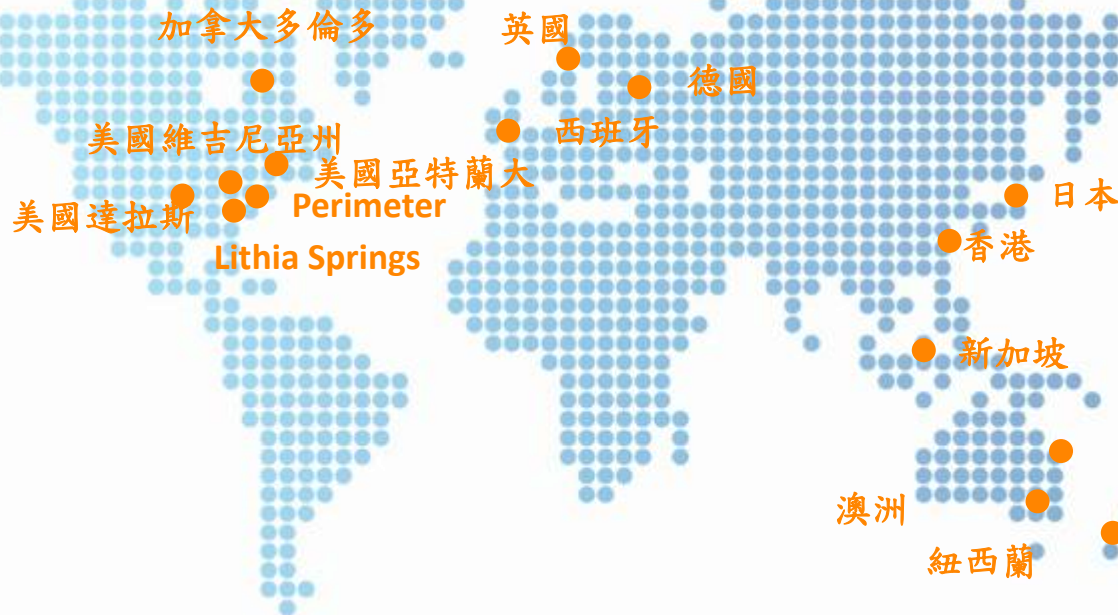 加拿大多倫多
英國
德國
美國維吉尼亞州
西班牙
美國亞特蘭大
Perimeter
美國達拉斯
日本
香港
Lithia Springs
新加坡
澳洲
紐西蘭